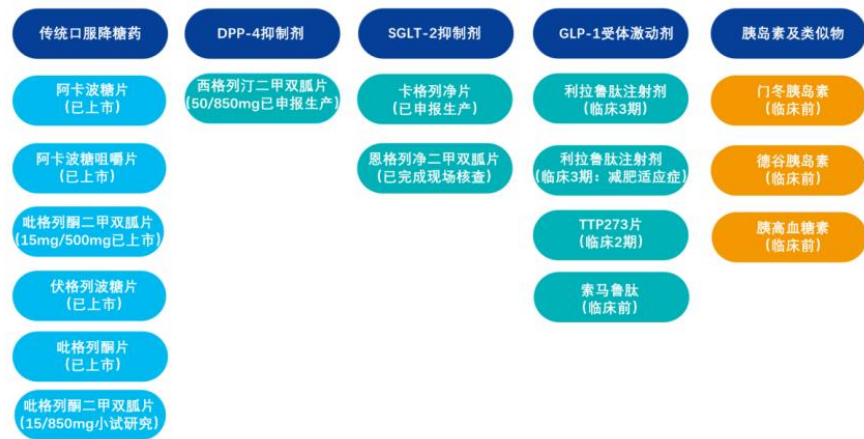 传统口服降糖药
DPP-4抑制剂
SGLT-2抑制剂
GLP-1受体激动剂
胰岛素及类似物
阿卡波糖片
(已上市)
西格列汀二甲双胍片
(50/850mg已申报生产)
卡格列净片
(已申报生产)
利拉鲁肽注射剂
(临床3期)
门冬胰岛素
(临床前)
阿卡波糖咀嚼片
(已上市)
恩格列净二甲双胍片
(已完成现场核查)
利拉鲁肽注射剂
(临床3期：减肥适应症)
德谷胰岛素
(临床前)
吡格列酮二甲双胍片
(15mg/500mg已上市)
TTP273片
(临床2期)
胰高血糖素
(临床前)
伏格列波糖片
(已上市)
索马鲁肽
(临床前)
吡格列酮片
(已上市)
吡格列酮二甲双胍片
(15/850mg小试研究)